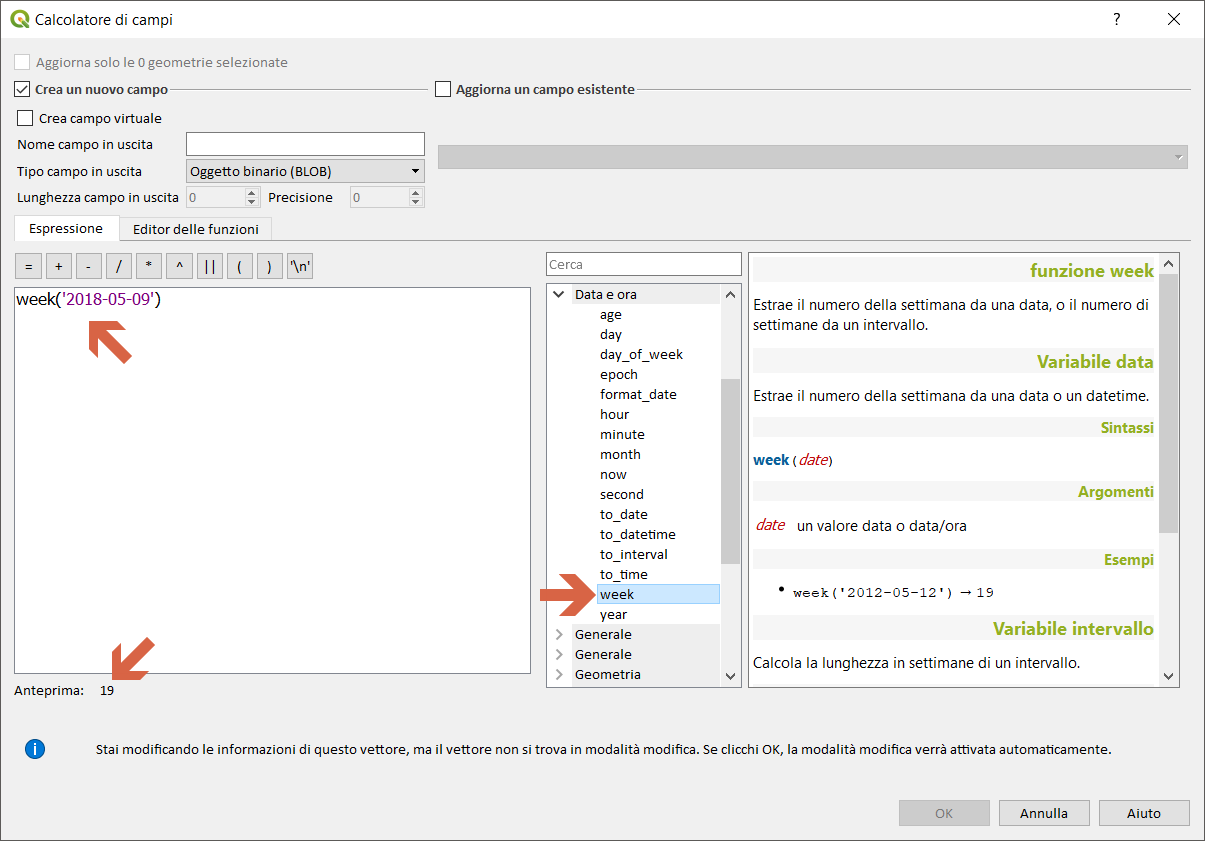 Calcolatore di campi
?
Aggiorna solo le 0 geometrie selezionate
Crea un nuovo campo
Aggiorna un campo esistente
Crea campo virtuale
Nome campo in uscita
Tipo campo in uscita Oggetto binario (BLOB)
Lunghezza campo in uscita 0 Precisione 0
Espressione Editor delle funzioni
= + - / * ^ || ( ) '\n'
week('2018-05-09')
Anteprima: 19
Cerca
Data e ora
age
day
day_of_week
epoch
format_date
hour
minute
month
now
second
to_date
to_datetime
to_interval
to_time
week
year
Generale
Generale
Geometria
funzione week
Estrae il numero della settimana da una data, o il numero di
settimane da un intervallo.
Variabile data
Estrae il numero della settimana da una data o un datetime.
Sintassi
week (date)
Argomenti
date un valore data o data/ora
Esempi
• week('2012-05-12') → 19
Variabile intervallo
Calcola la lunghezza in settimane di un intervallo.
Stai modificando le informazioni di questo vettore, ma il vettore non si trova in modalità modifica. Se clicchi OK, la modalità modifica verrà attivata automaticamente.
OK Annulla Aiuto